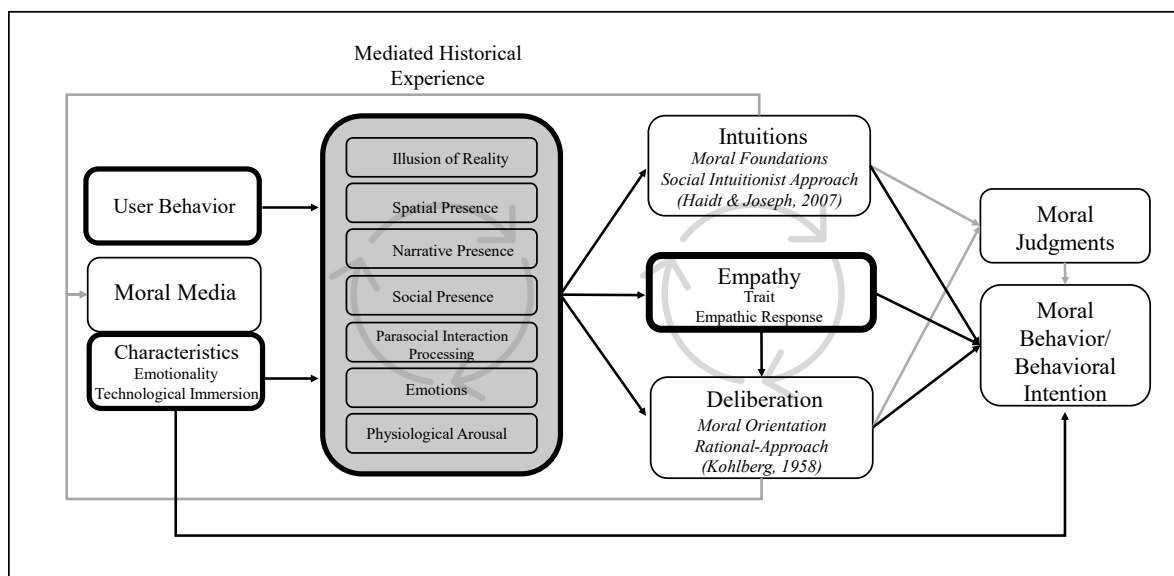 Mediated Historical
Experience
User Behavior
Moral Media
Characteristics
Emotionality
Technological Immersion
Illusion of Reality
Spatial Presence
Narrative Presence
Social Presence
Parasocial Interaction
Processing
Emotions
Physiological Arousal
Intuitions
Moral Foundations
Social Intuitionist Approach
(Haidt & Joseph, 2007)
Empathy
Trait
Empathic Response
Deliberation
Moral Orientation
Rational-Approach
(Kohlberg, 1958)
Moral
Judgments
Moral
Behavior/
Behavioral
Intention